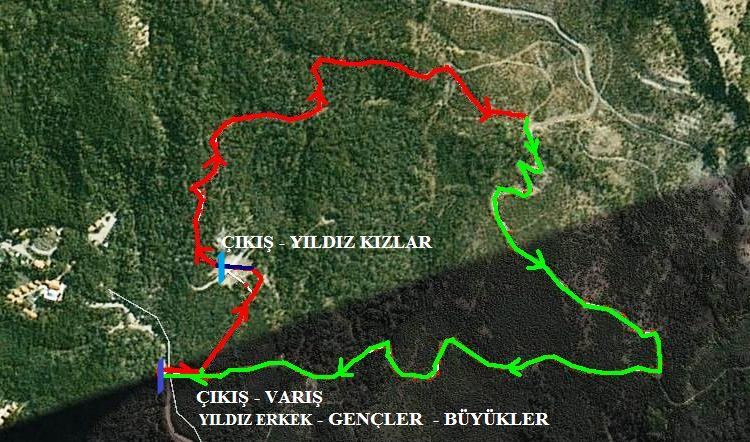 ÇIKIŞ - YILDIZ KIZLAR
ÇIKIŞ - VARIŞ
YILDIZ ERKEK - GENÇLER - BÜYÜKLER